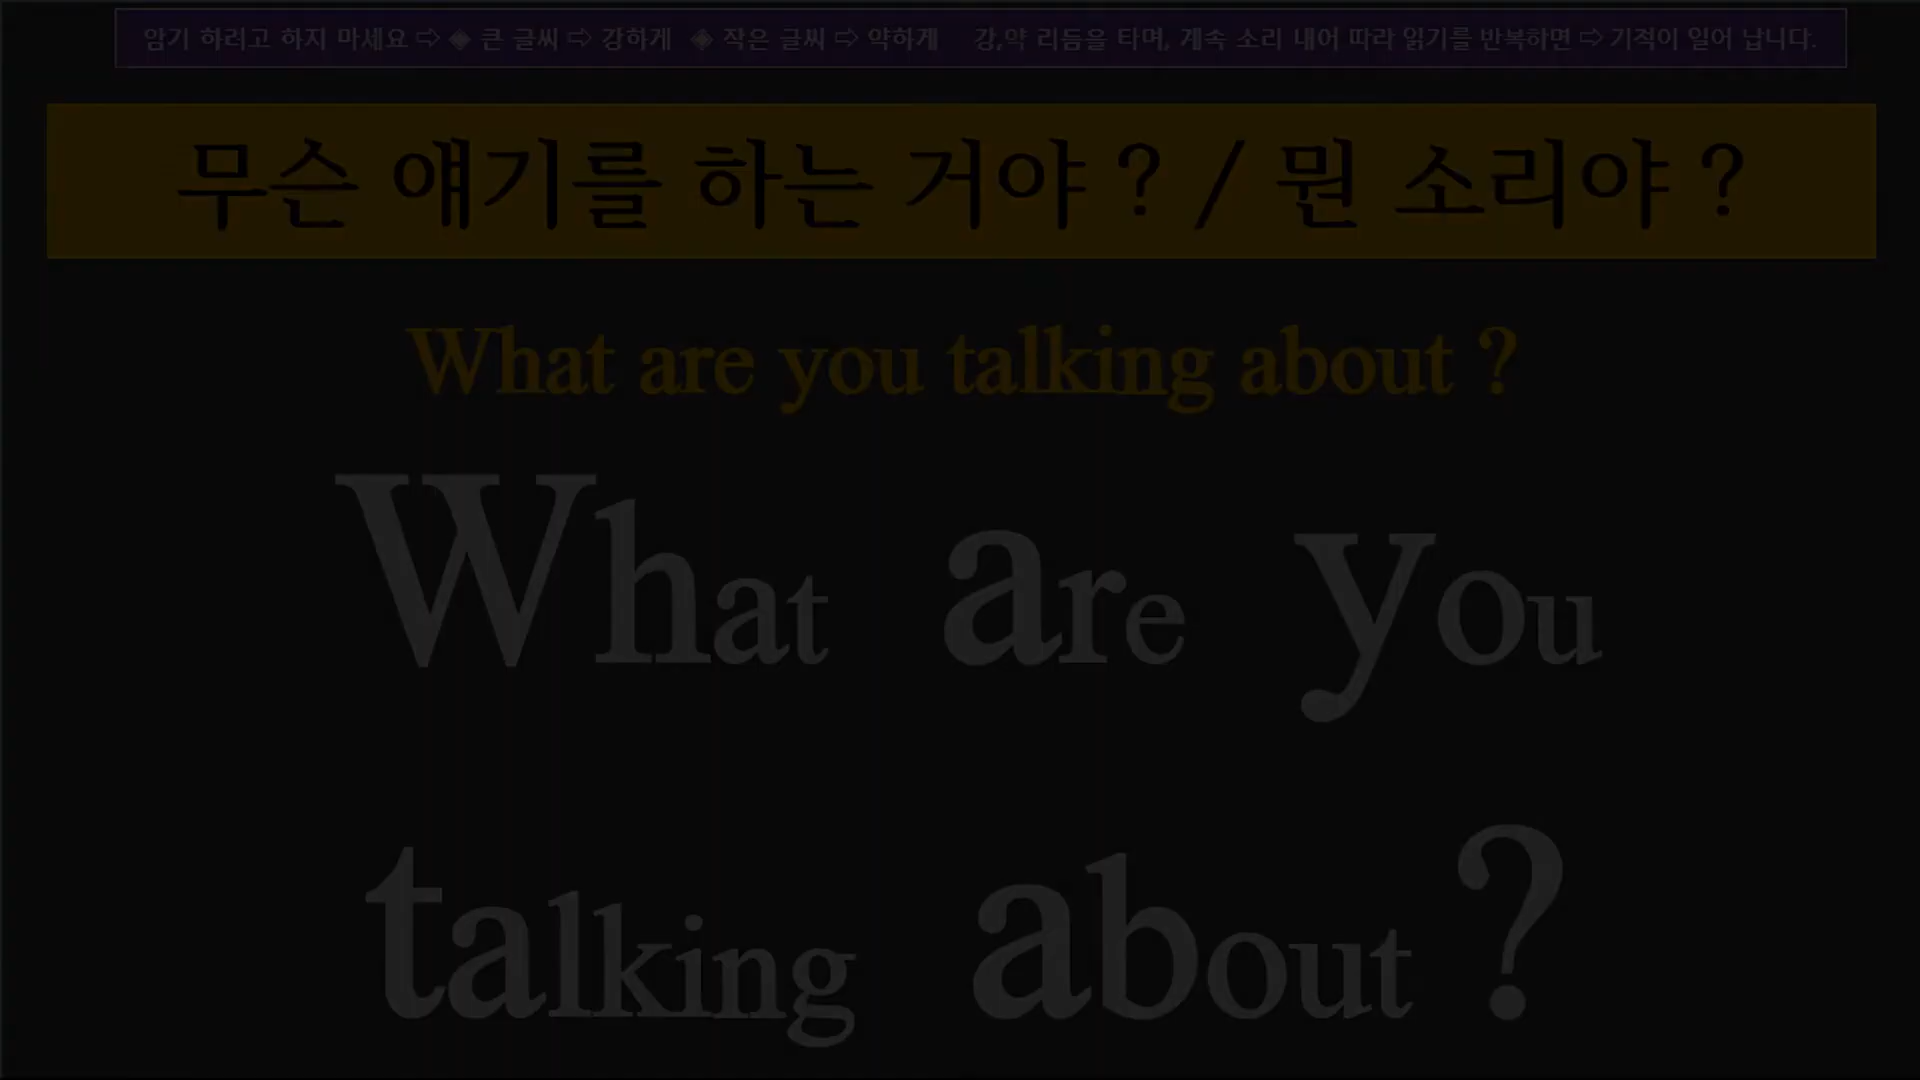 암기 하려고 하지 마세요 ⇨ ◈ 큰 글씨 ⇨ 강하게 ◈ 작은 글씨 ⇨ 약하게 강,약 리듬을 타며, 계속 소리 내어 따라 읽기를 반복하면 ⇨ 기적이 일어 납니다.
무슨 얘기를 하는 거야 ? / 뭔 소리야 ?
What are you talking about ?
What are you
talking about ?